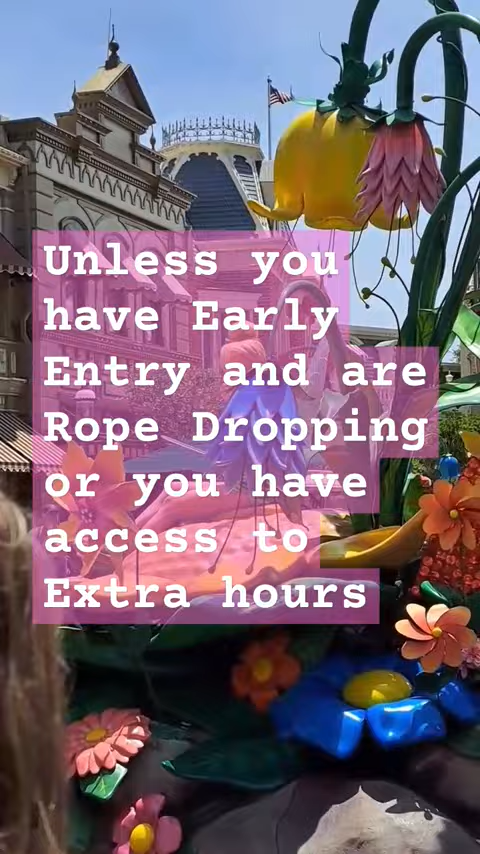 Unless you
have Early
Entry and are
Rope Dropping
or you have
access to
Extra hours